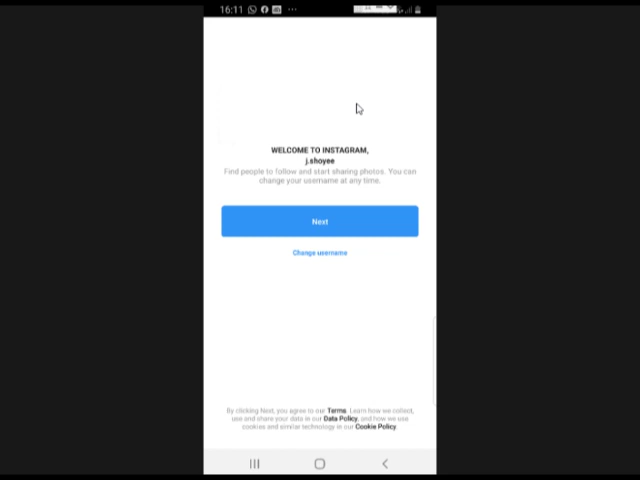 16:11
WELCOME TO INSTAGRAM,
j.shoyee
Find people to follow and start sharing photos. You can
change your username at any time.
Next
Change username
By clicking Next, you agree to our Terms. Learn how we collect,
use and share your data in our Data Policy, and how we use
cookies and similar technology in our Cookie Policy.